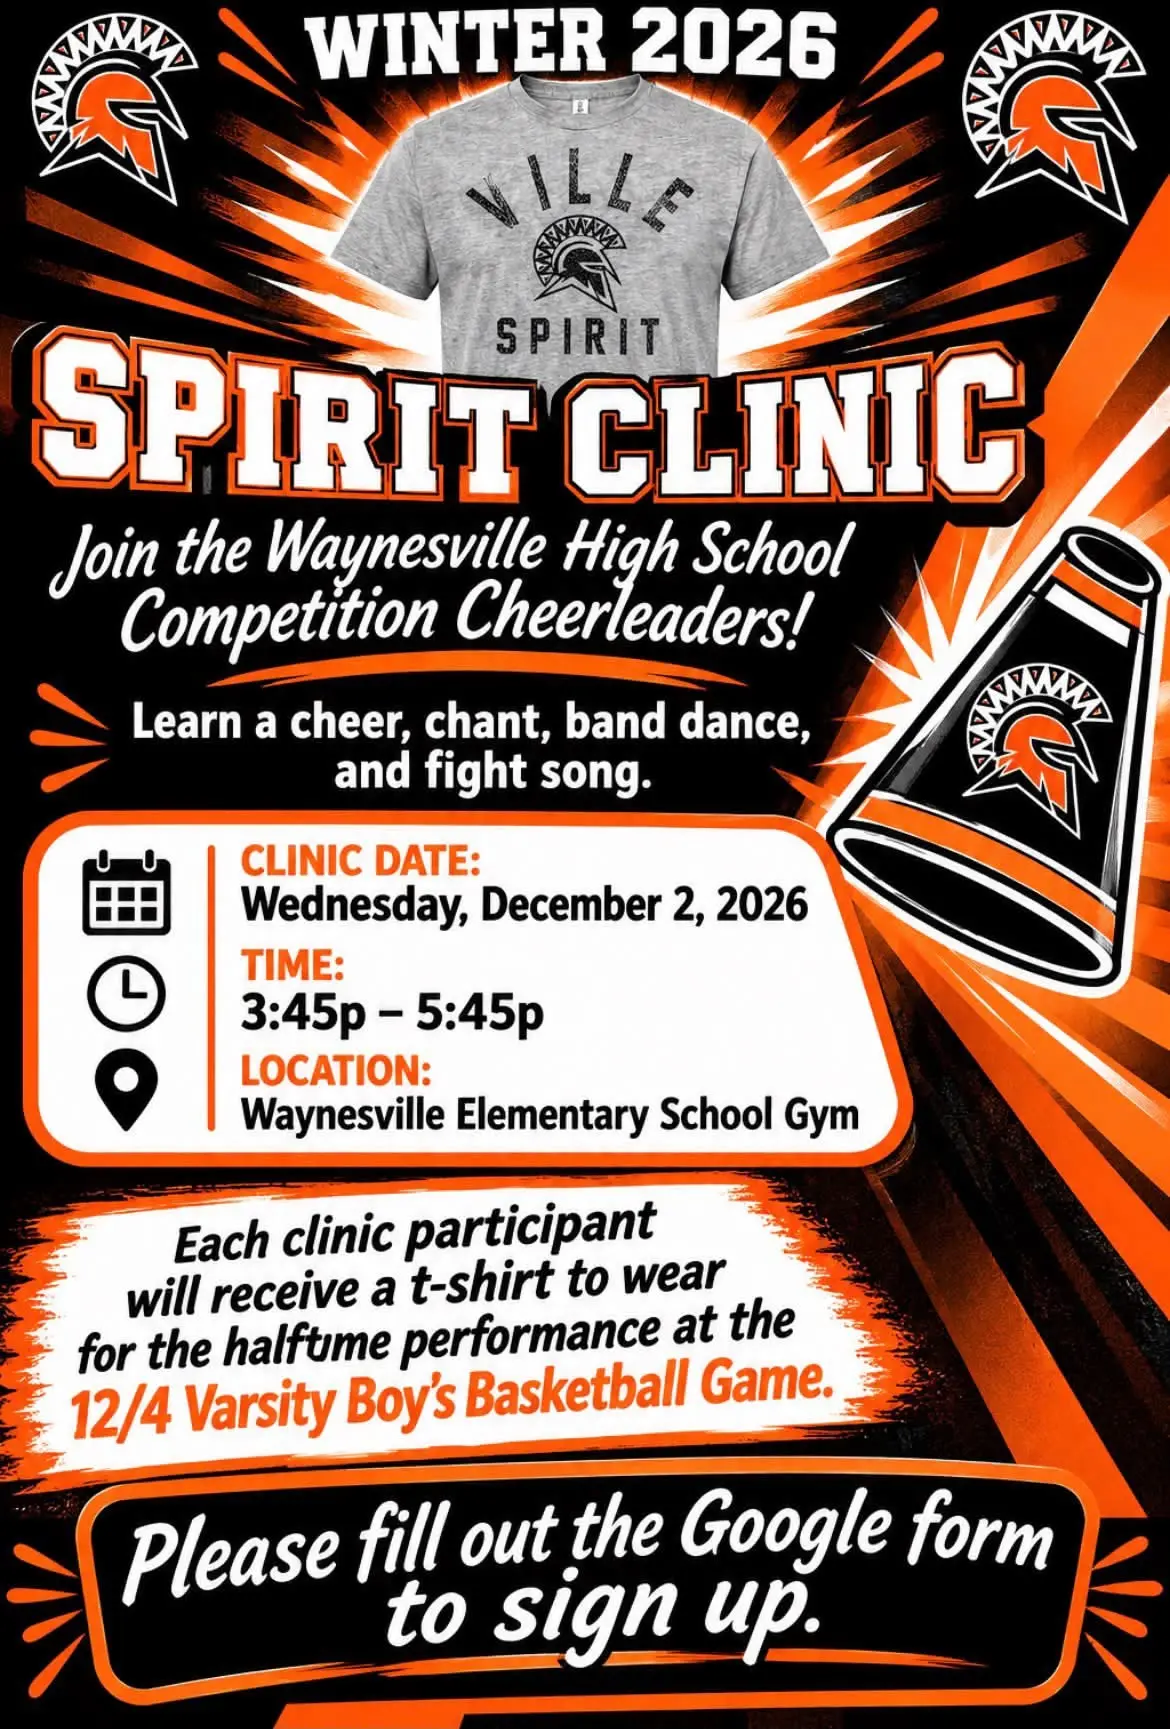 WINTER 2026
VILLE
SPIRIT
SPIRIT CLINIC
Join the Waynesville High School
Competition Cheerleaders!
Learn a cheer, chant, band dance,
and fight song.
CLINIC DATE:
Wednesday, December 2, 2026
TIME:
3:45p – 5:45p
LOCATION:
Waynesville Elementary School Gym
Each clinic participant
will receive a t-shirt to wear
for the halftume performance at the
12/4 Varsity Boy's Basketball Game.
Please fill out the Google form
to sign up.